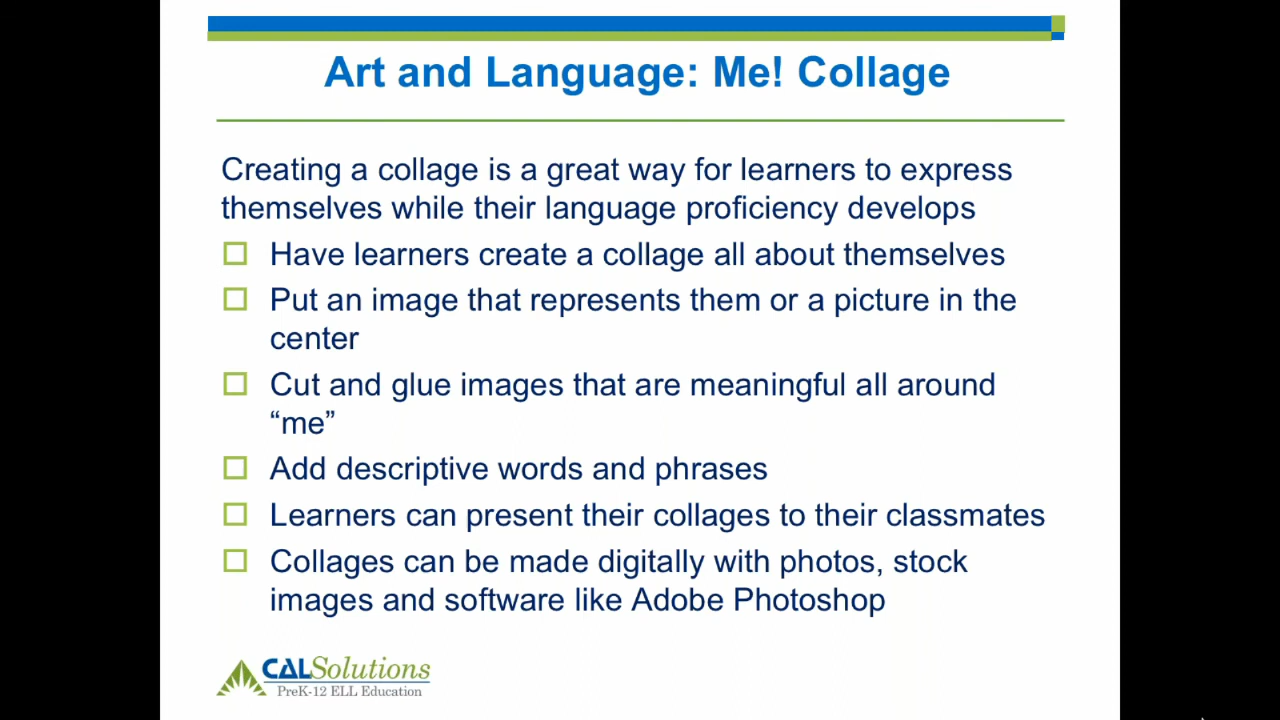 Art and Language: Me! Collage
Creating a collage is a great way for learners to express
themselves while their language proficiency develops
Have learners create a collage all about themselves
Put an image that represents them or a picture in the
center
Cut and glue images that are meaningful all around
“me”
Add descriptive words and phrases
Learners can present their collages to their classmates
Collages can be made digitally with photos, stock
images and software like Adobe Photoshop
CALSolutions
PreK-12 ELL Education